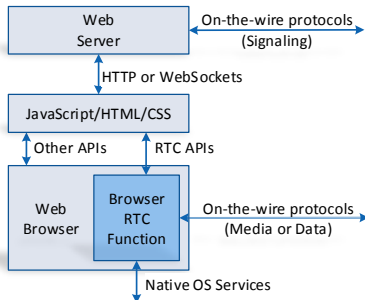 Web
Server
On-the-wire protocols
(Signaling)
HTTP or WebSockets
JavaScript/HTML/CSS
Other APIs
RTC APIs
Web
Browser
Browser
RTC
Function
On-the-wire protocols
(Media or Data)
Native OS Services